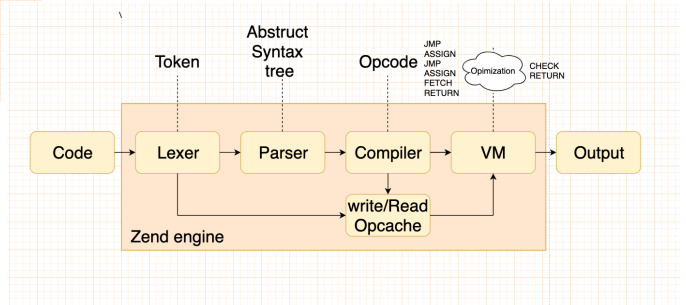 \
Abstruct
Syntax
tree
Token
Opcode
JMP
ASSIGN
JMP
ASSIGN
FETCH
RETURN
Opimization
CHECK
RETURN
Code
Lexer
Parser
Compiler
VM
Output
write/Read
Opcache
Zend engine